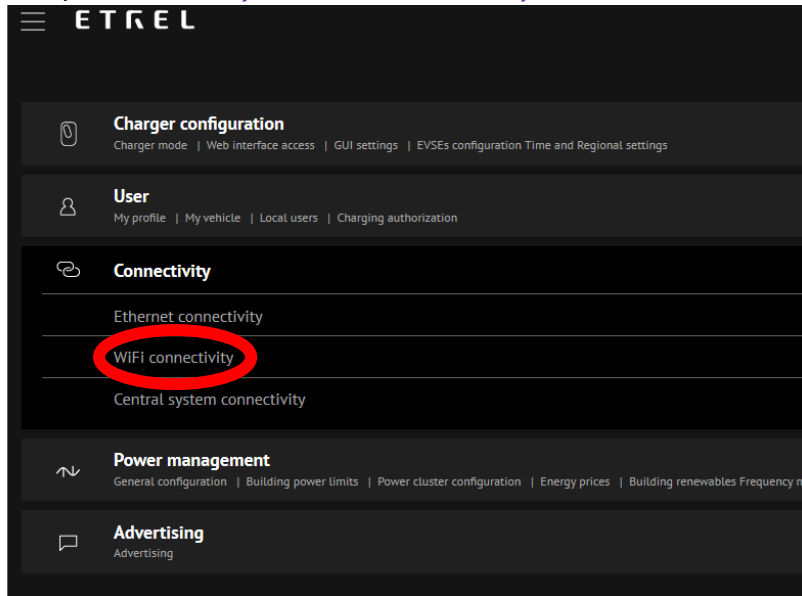 ETREL
Charger configuration
Charger mode | Web interface access | GUI settings | EVSEs configuration Time and Regional settings
User
My profile | My vehicle | Local users | Charging authorization
Connectivity
Ethernet connectivity
WiFi connectivity
Central system connectivity
Power management
General configuration | Building power limits | Power cluster configuration | Energy prices | Building renewables Frequency
Advertising
Advertising